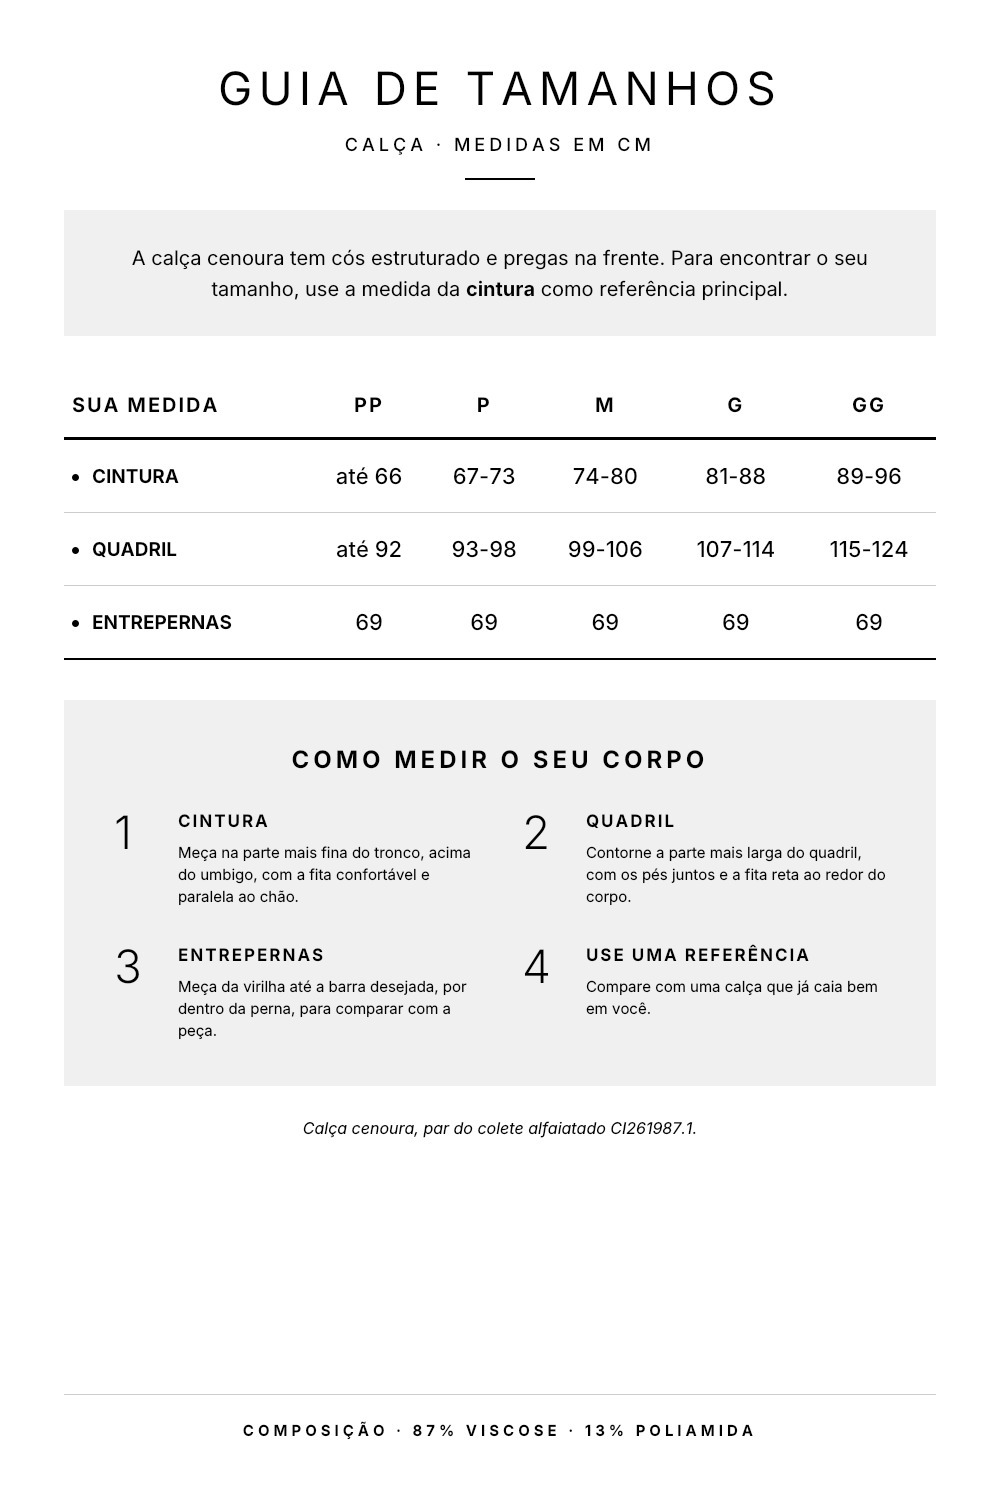 GUIA DE TAMANHOS
CALÇA · MEDIDAS EM CM
A calça cenoura tem cós estruturado e pregas na frente. Para encontrar o seu
tamanho, use a medida da cintura como referência principal.
SUA MEDIDA PP P M G GG
• CINTURA até 66 67-73 74-80 81-88 89-96
• QUADRIL até 92 93-98 99-106 107-114 115-124
• ENTREPERNAS 69 69 69 69 69
COMO MEDIR O SEU CORPO
1 CINTURA
Meça na parte mais fina do tronco, acima
do umbigo, com a fita confortável e
paralela ao chão.
2 QUADRIL
Contorne a parte mais larga do quadril,
com os pés juntos e a fita reta ao redor do
corpo.
3 ENTREPERNAS
Meça da virilha até a barra desejada, por
dentro da perna, para comparar com a
peça.
4 USE UMA REFERÊNCIA
Compare com uma calça que já caia bem
em você.
Calça cenoura, par do colete alfaiatado CI261987.1.
COMPOSIÇÃO · 87% VISCOSE · 13% POLIAMIDA